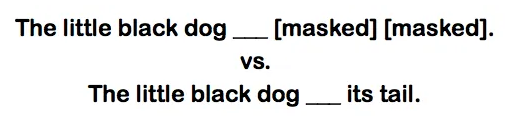 The little black dog ___ [masked] [masked].
vs.
The little black dog ___ its tail.